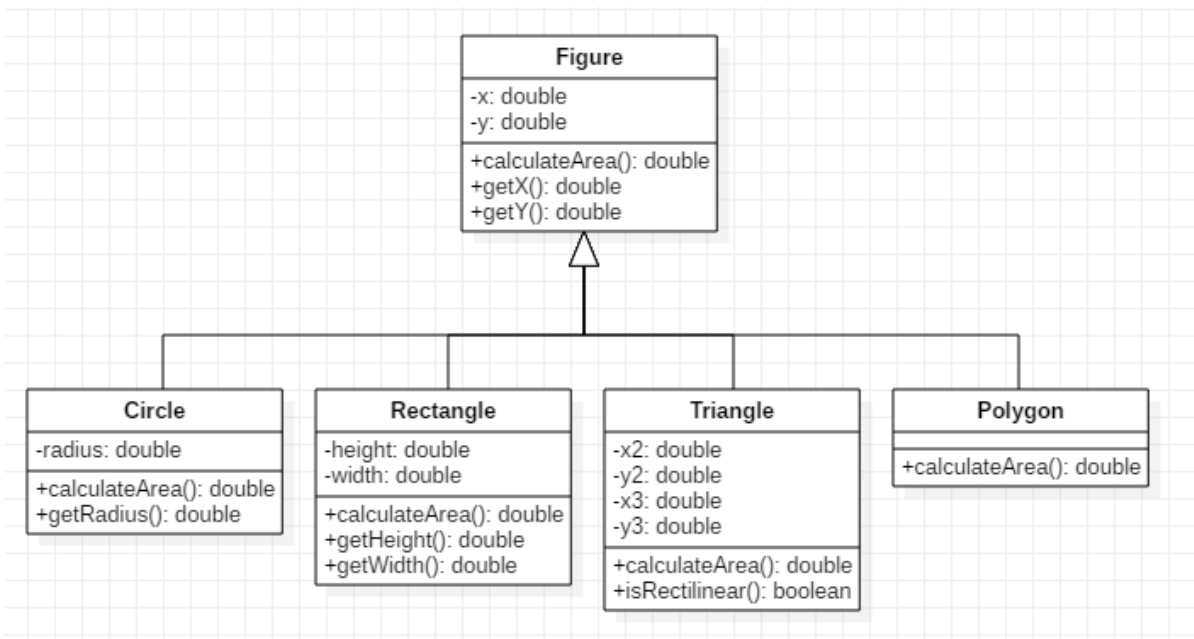 Figure
-x: double
-y: double
+calculateArea(): double
+getX(): double
+getY(): double
Circle
-radius: double
+calculateArea(): double
+getRadius(): double
Rectangle
-height: double
-width: double
+calculateArea(): double
+getHeight(): double
+getWidth(): double
Triangle
-x2: double
-y2: double
-x3: double
-y3: double
+calculateArea(): double
+isRectilinear(): boolean
Polygon
+calculateArea(): double